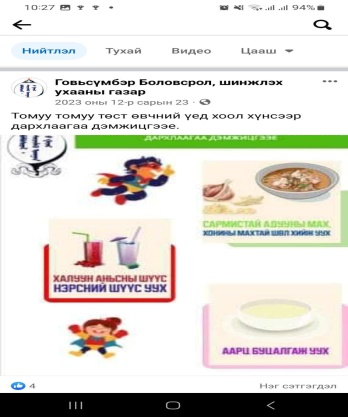 10:27
94%
Нийтлэл Тухай Видео Цааш
Говьсүмбэр Боловсрол, шинжлэх
ухааны газар
2023 оны 12-р сарын 23
Томуу томуу төст өвчний үед хоол хүнсээр
дархлаагаа дэмжицгээе.
ДАРХЛААГАА ДЭМЖИЦГЭЭЕ
САРМИСТАЙ АДУУНЫ МАХ,
ХОНИНЫ МАХТАЙ ШӨЛ ХИЙЖ УУХ
ХАЛУУН АНЬСНЫ ШҮҮС
НЭРСНИЙ ШҮҮС УУХ
ААРЦ БУЦАЛГАЖ УУХ
4
Нэг сэтгэгдэл